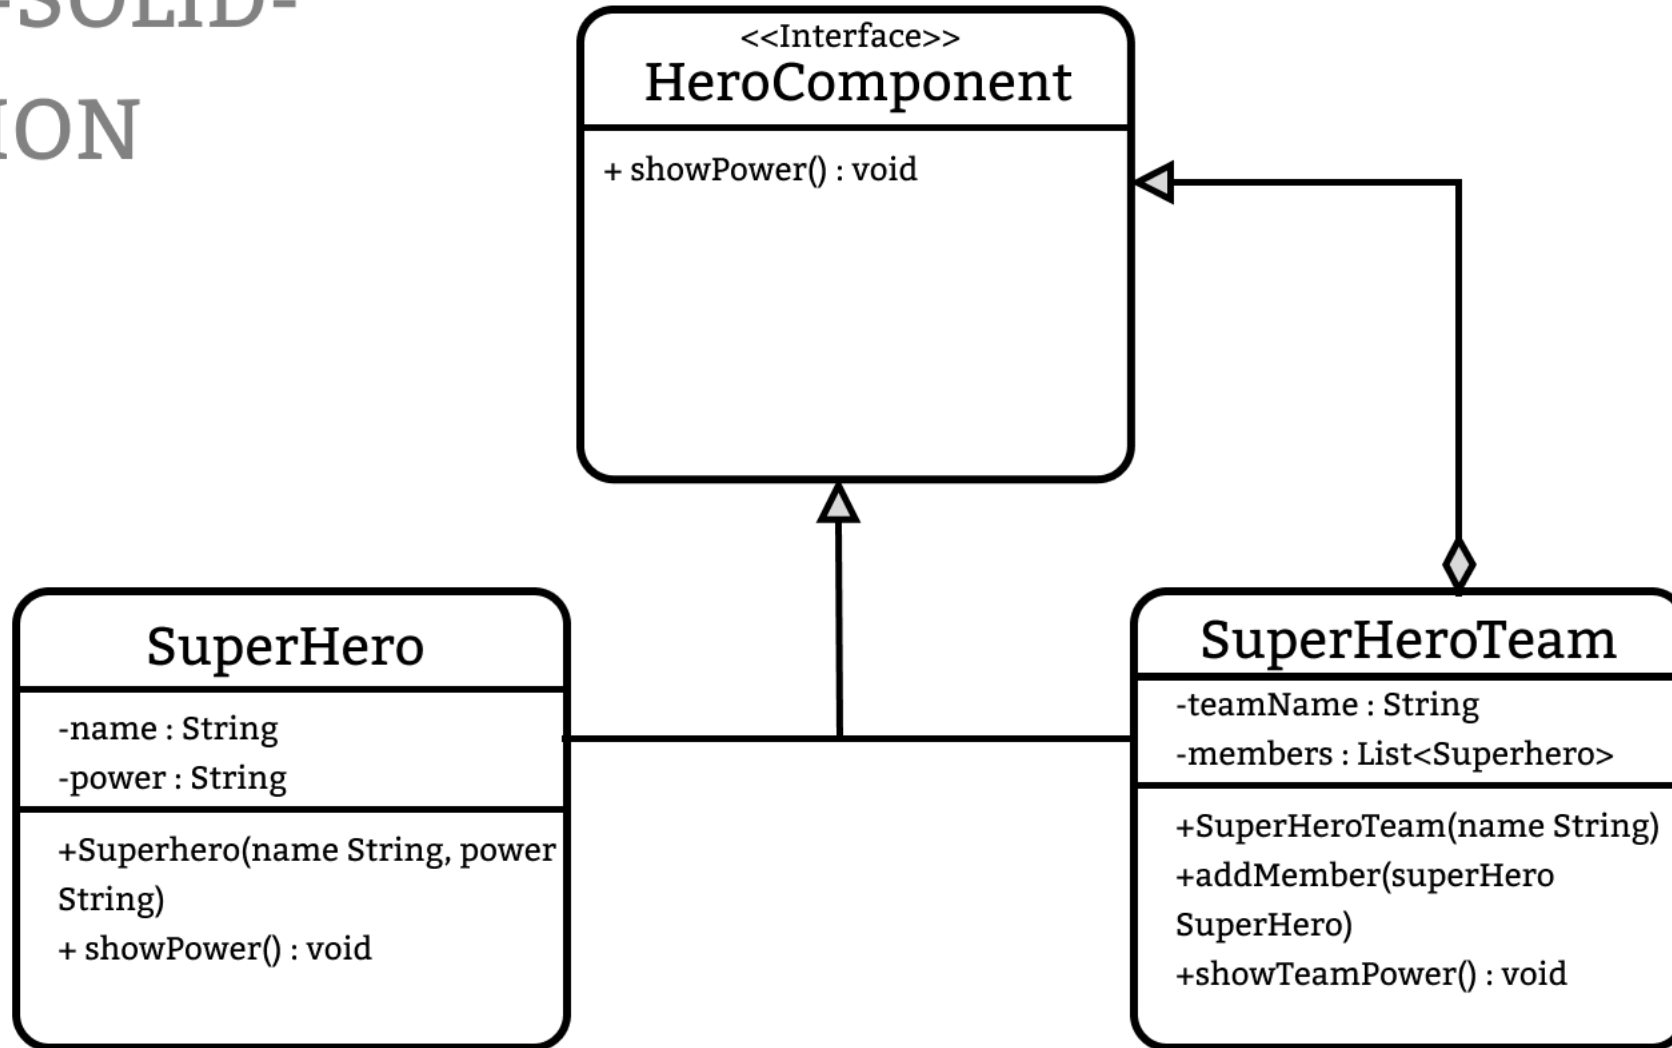 -SOLID-
ION
<<Interface>>
HeroComponent
+ showPower() : void
SuperHero
-name : String
-power : String
+Superhero(name String, power
String)
+ showPower() : void
SuperHeroTeam
-teamName : String
-members : List<Superhero>
+SuperHeroTeam(name String)
+addMember(superHero
SuperHero)
+showTeamPower() : void